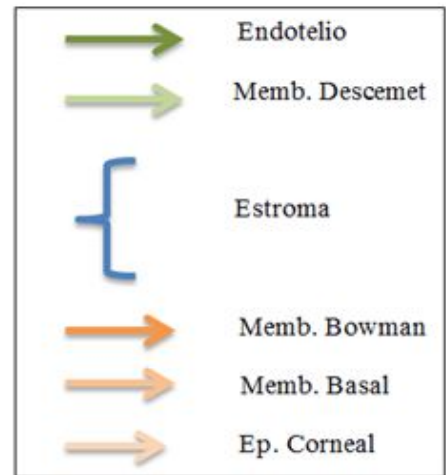 Endotelio
Memb. Descemet
Estroma
Memb. Bowman
Memb. Basal
Ep. Corneal